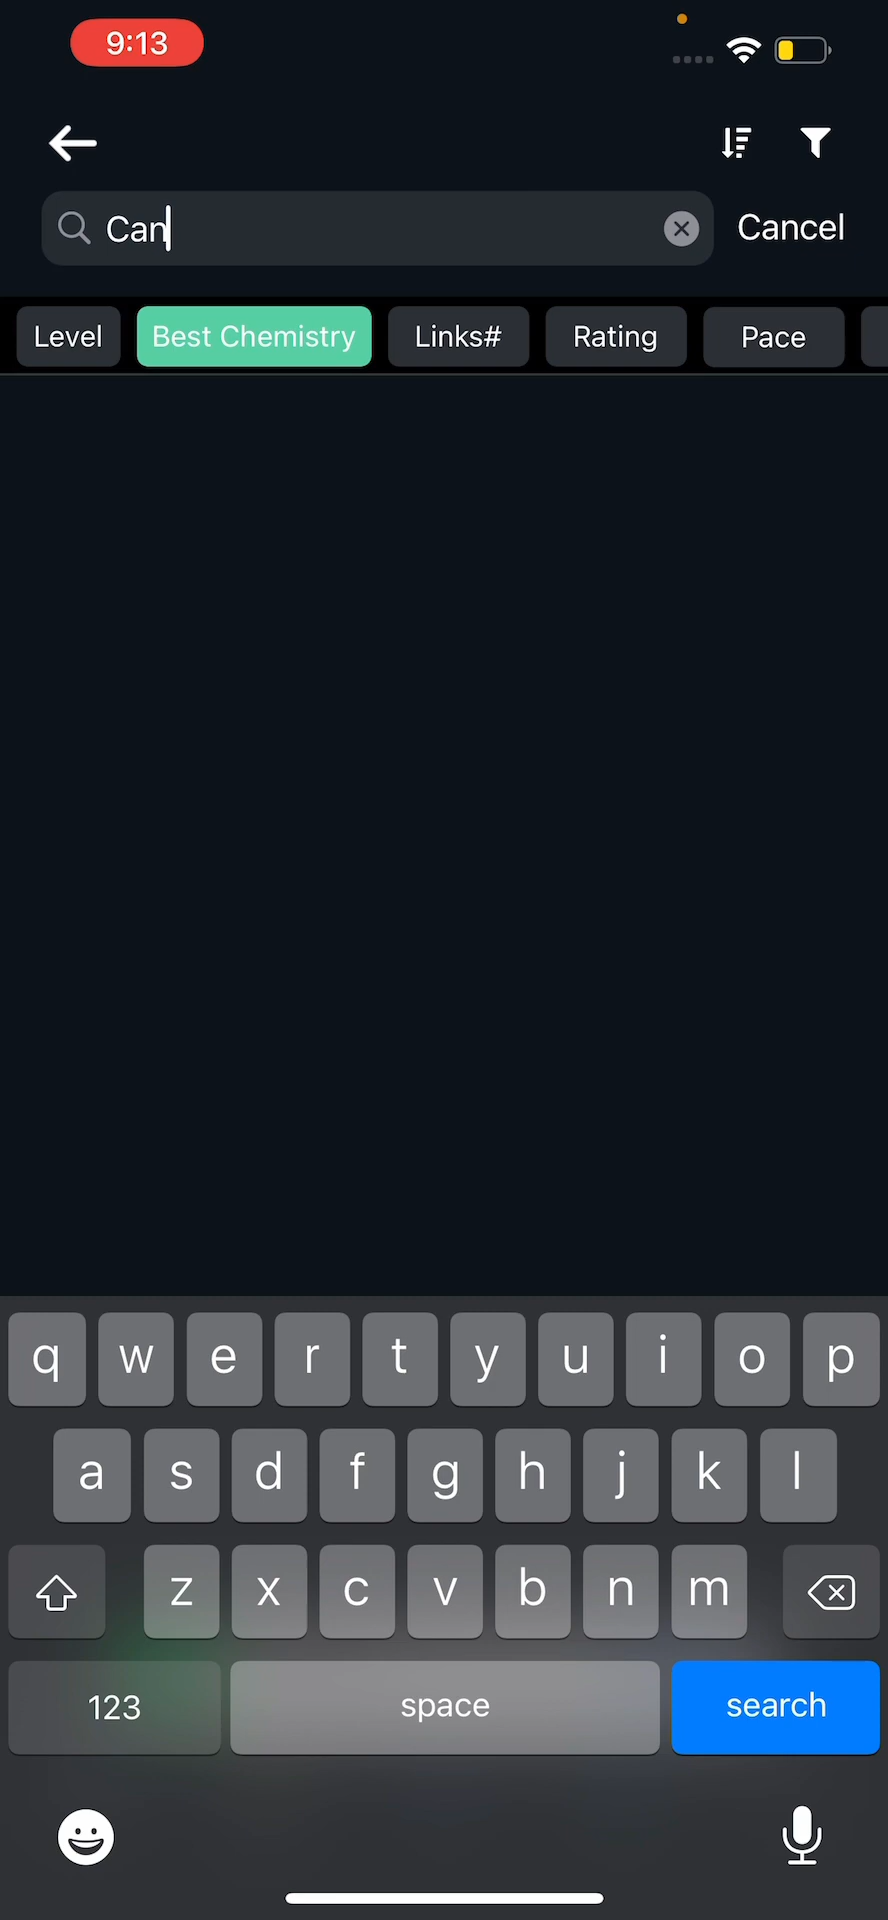 9:13
Can
Cancel
Level Best Chemistry Links# Rating Pace
q w e r t y u i o p
a s d f g h j k l
z x c v b n m
123 space search